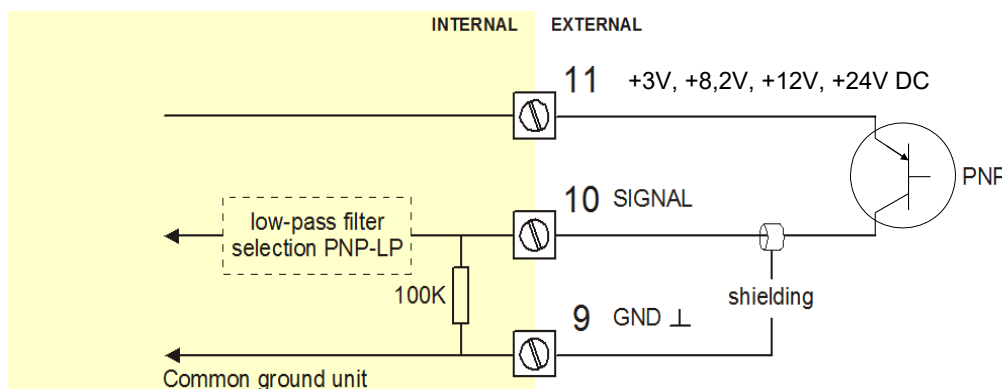 INTERNAL EXTERNAL
11 +3V, +8,2V, +12V, +24V DC
PNP
10 SIGNAL
low-pass filter
selection PNP-LP
100K
shielding
9 GND ⊥
Common ground unit